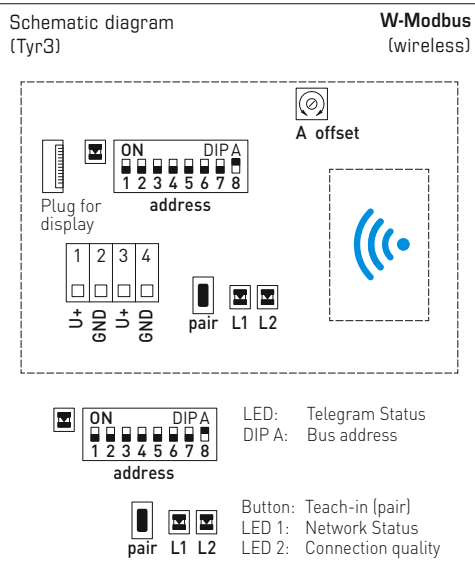 Schematic diagram
(Tyr3)
W-Modbus
(wireless)
A offset
ON DIP A
1 2 3 4 5 6 7 8
address
Plug for
display
1 2 3 4
U+ GND U+ GND
pair L1 L2
ON DIP A
1 2 3 4 5 6 7 8
address
LED: Telegram Status
DIP A: Bus address
pair L1 L2
Button: Teach-in (pair)
LED 1: Network Status
LED 2: Connection quality